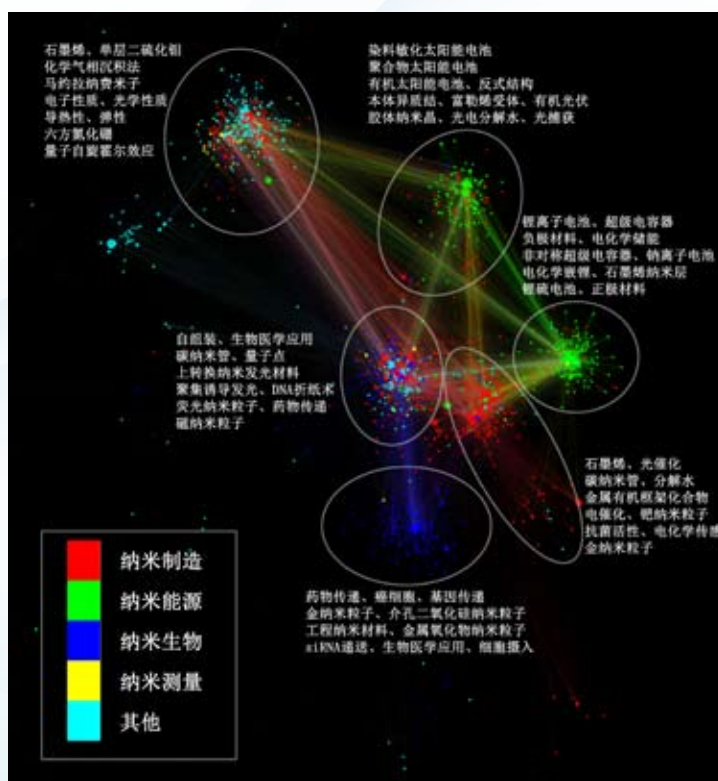 石墨烯、单层二硫化钼
化学气相沉积法
马约拉纳费米子
电子性质、光学性质
导热性、弹性
六方氮化硼
量子自旋霍尔效应
染料敏化太阳能电池
聚合物太阳能电池
有机太阳能电池、反式结构
本体异质结、富勒烯受体、有机光伏
胶体纳米晶、光电分解水、光捕获
锂离子电池、超级电容器
负极材料、电化学储能
非对称超级电容器、钠离子电池
电化学嵌锂、石墨烯纳米层
锂硫电池、正极材料
自组装、生物医学应用
碳纳米管、量子点
上转换纳米发光材料
聚集诱导发光、DNA折纸术
荧光纳米粒子、药物传递
磁纳米粒子
石墨烯、光催化
碳纳米管、分解水
金属有机框架化合物
电催化、钯纳米粒子
抗菌活性、电化学传感
金纳米粒子
药物传递、癌细胞、基因传递
金纳米粒子、介孔二氧化硅纳米粒子
工程纳米材料、金属氧化物纳米粒子
siRNA递送、生物医学应用、细胞摄入
纳米制造
纳米能源
纳米生物
纳米测量
其他